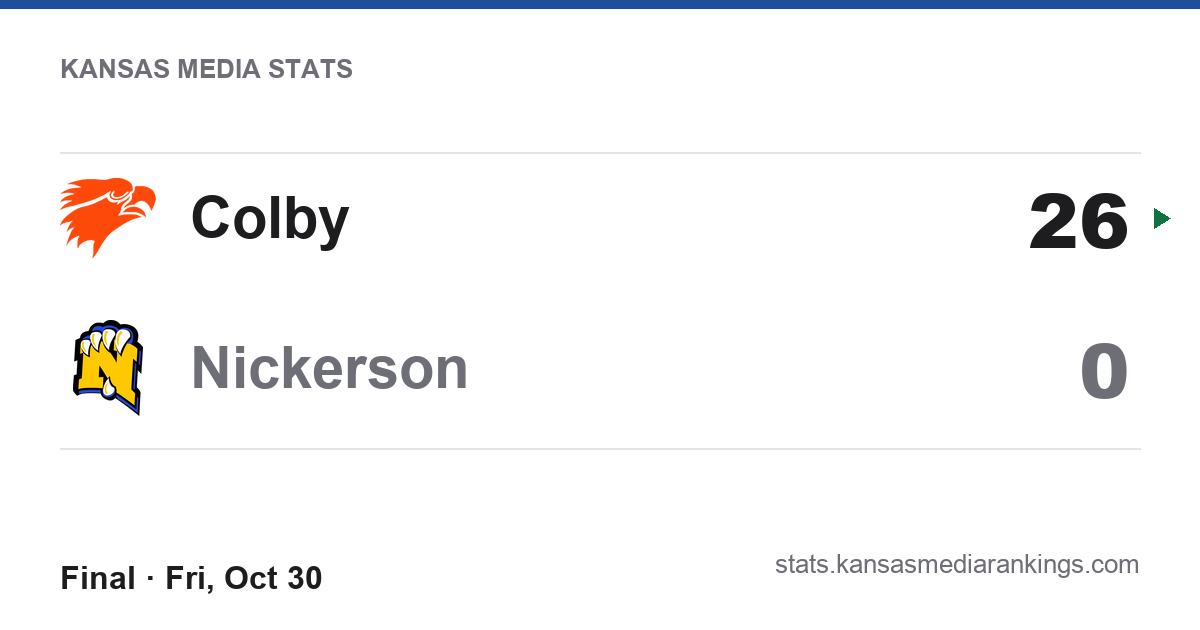 KANSAS MEDIA STATS
Colby 26
N Nickerson 0
Final · Fri, Oct 30
stats.kansasmediarankings.com